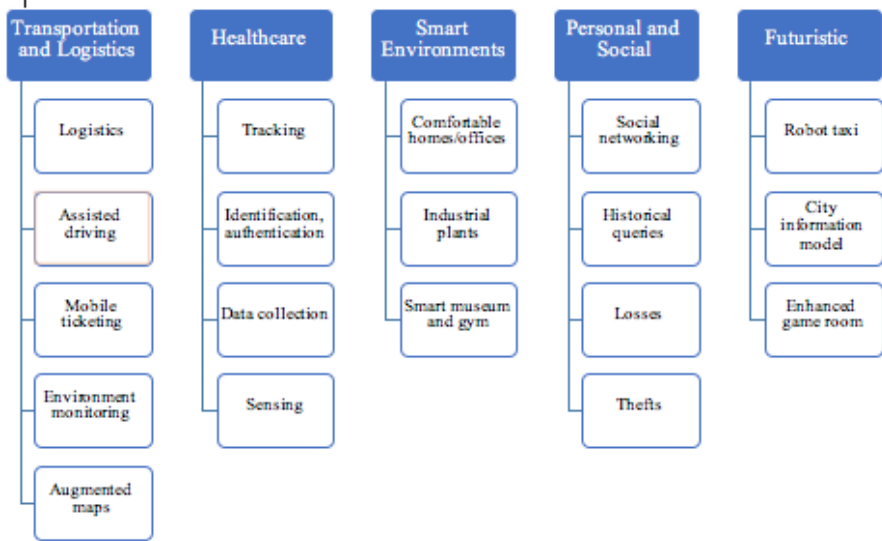 Transportation
and Logistics
Logistics
Assisted
driving
Mobile
ticketing
Environment
monitoring
Augmented
maps
Healthcare
Tracking
Identification,
authentication
Data collection
Sensing
Smart
Environments
Comfortable
homes/offices
Industrial
plants
Smart museum
and gym
Personal and
Social
Social
networking
Historical
queries
Losses
Thefts
Futuristic
Robot taxi
City
information
model
Enhanced
game room